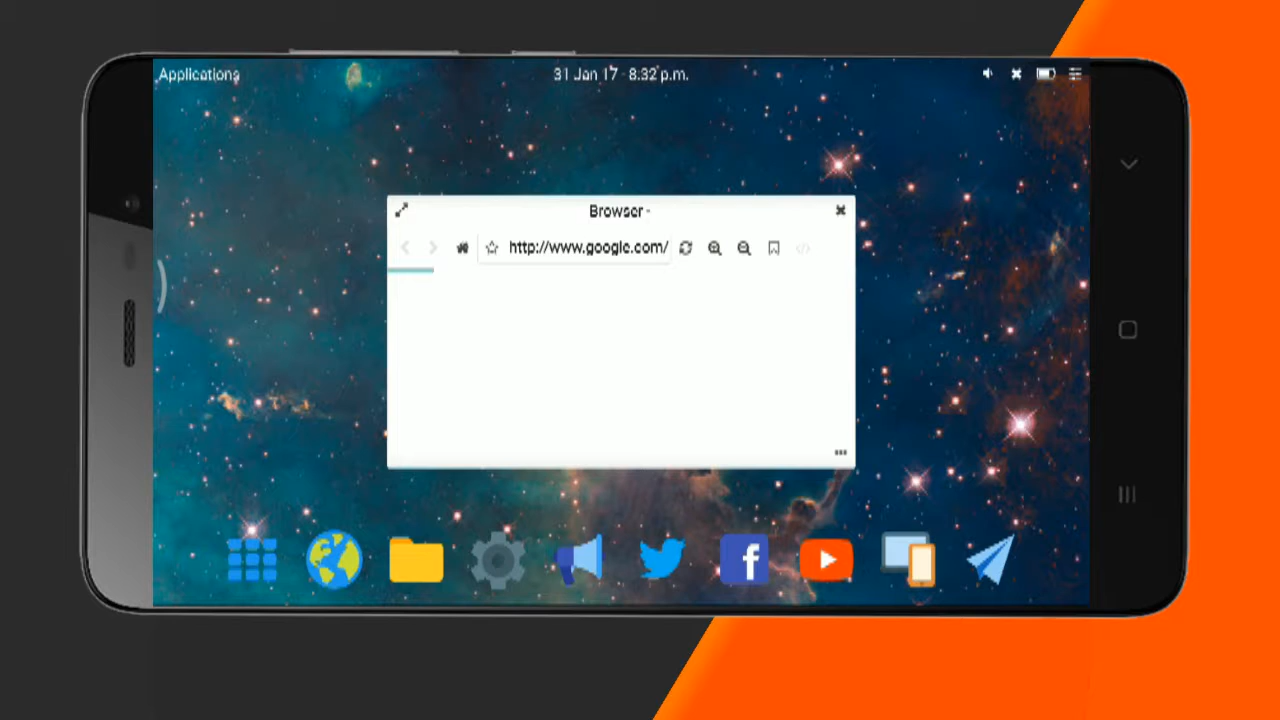 Applications
31 Jan 17 - 8:32 p.m.
Browser -
http://www.google.com/
f